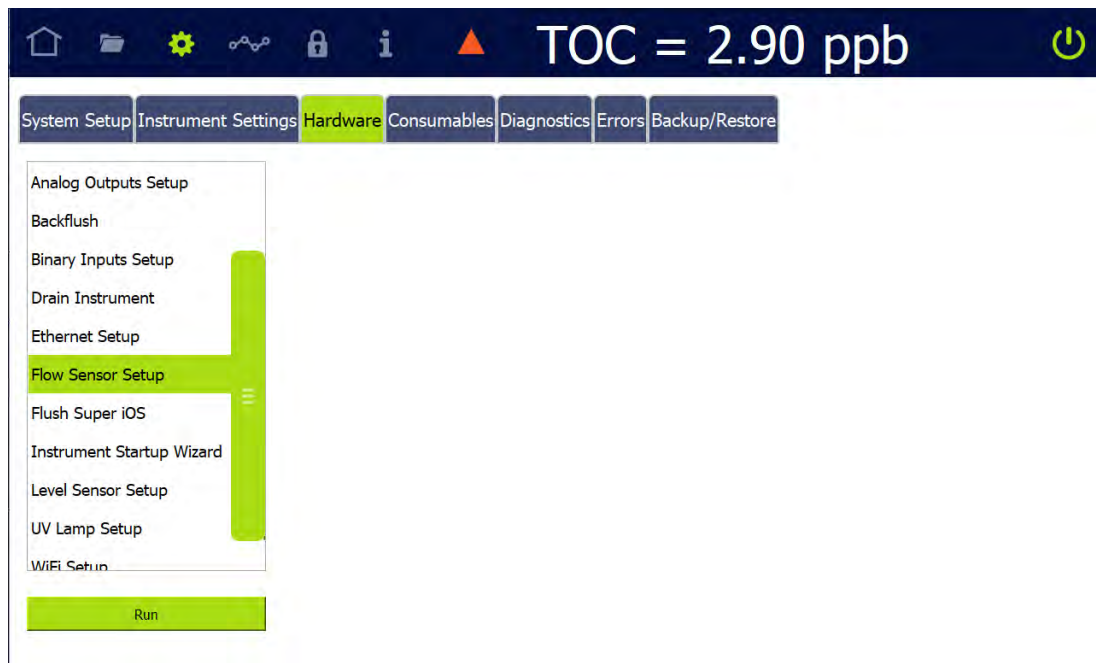 TOC = 2.90 ppb
System Setup Instrument Settings Hardware Consumables Diagnostics Errors Backup/Restore
Analog Outputs Setup
Backflush
Binary Inputs Setup
Drain Instrument
Ethernet Setup
Flow Sensor Setup
Flush Super iOS
Instrument Startup Wizard
Level Sensor Setup
UV Lamp Setup
WiFi Setup
Run